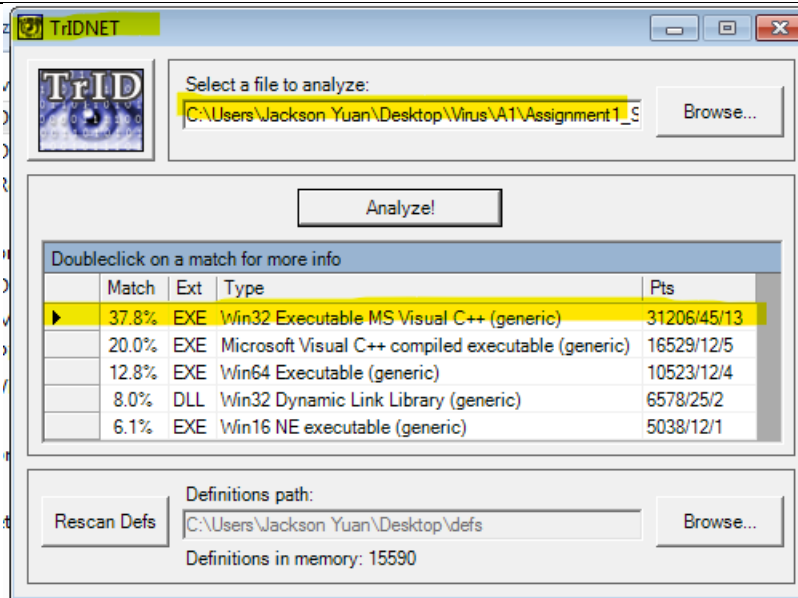 TrIDNET
TrID
Select a file to analyze:
C:\Users\Jackson Yuan\Desktop\Virus\A1\Assignment1_S
Browse...
Analyze!
Doubleclick on a match for more info
Match Ext Type Pts
37.8% EXE Win32 Executable MS Visual C++ (generic) 31206/45/13
20.0% EXE Microsoft Visual C++ compiled executable (generic) 16529/12/5
12.8% EXE Win64 Executable (generic) 10523/12/4
8.0% DLL Win32 Dynamic Link Library (generic) 6578/25/2
6.1% EXE Win16 NE executable (generic) 5038/12/1
Definitions path:
Rescan Defs C:\Users\Jackson Yuan\Desktop\defs Browse...
Definitions in memory: 15590